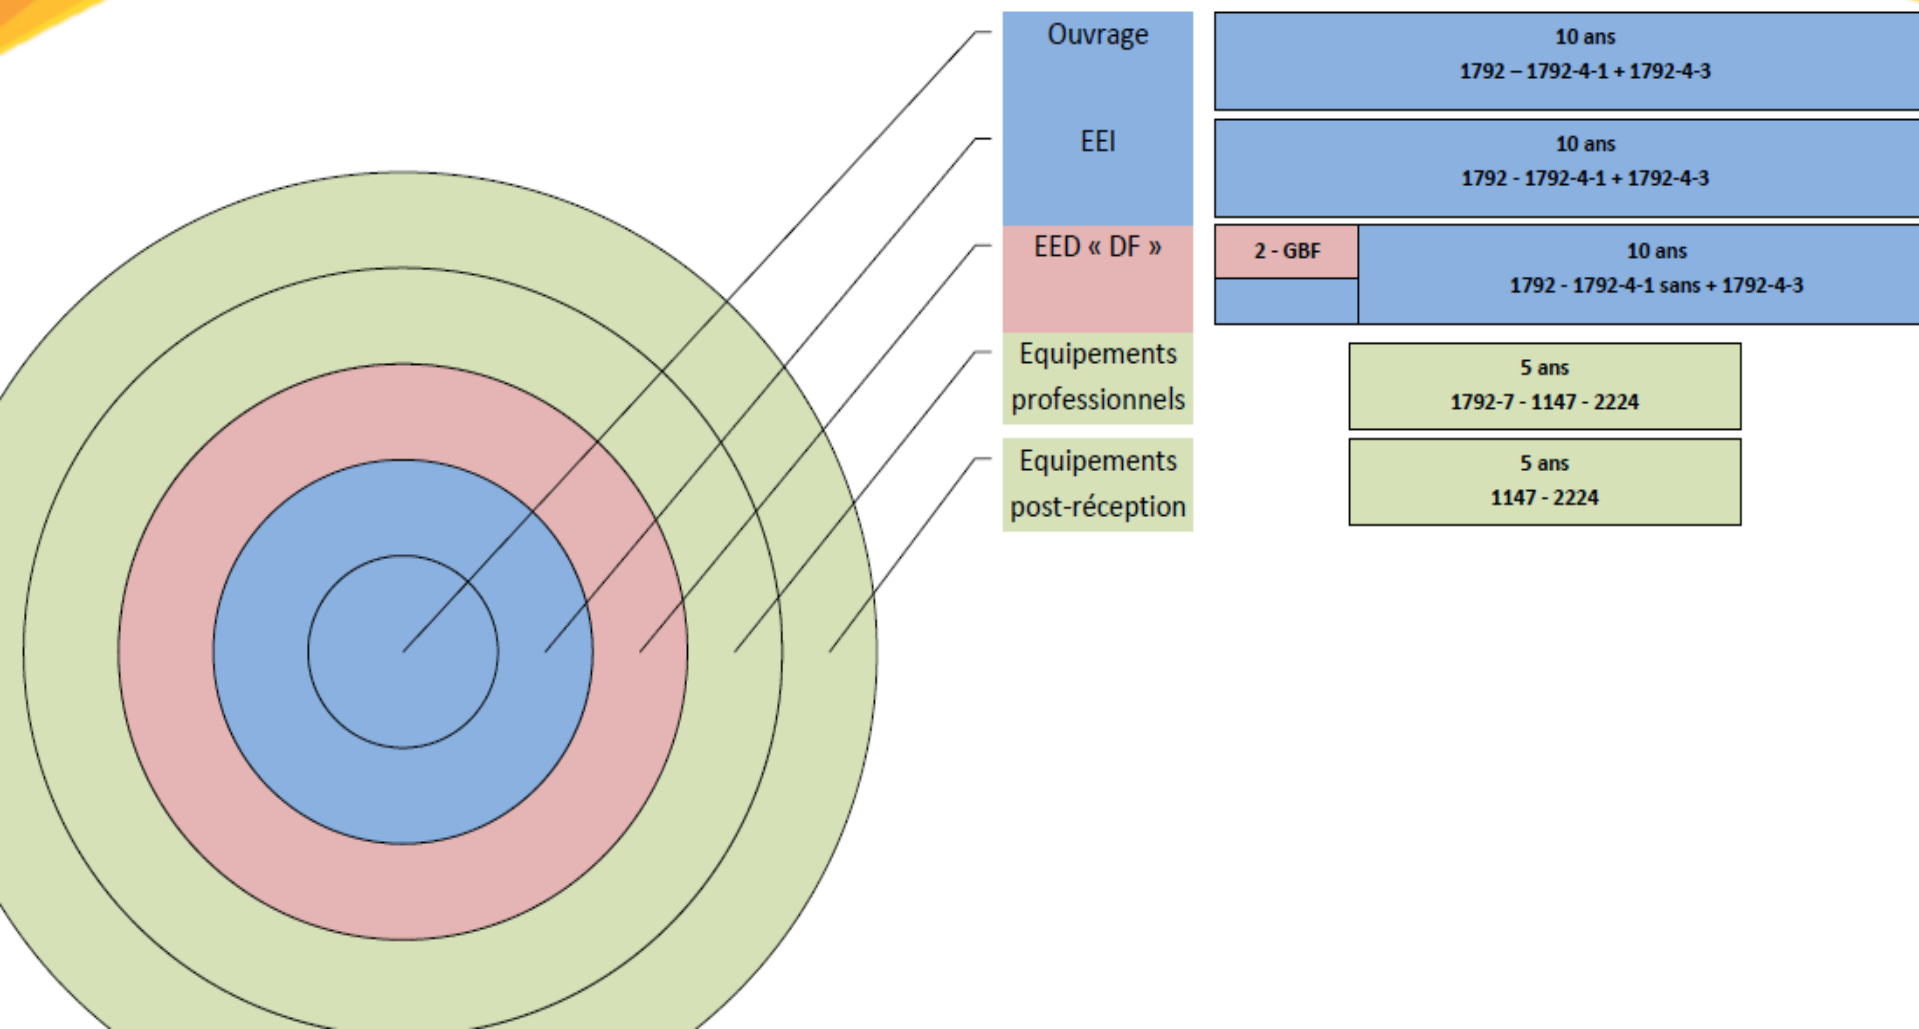 Ouvrage
10 ans
1792 – 1792-4-1 + 1792-4-3
EEI
10 ans
1792 - 1792-4-1 + 1792-4-3
EED « DF »
2 - GBF
10 ans
1792 - 1792-4-1 sans + 1792-4-3
Equipements
professionnels
5 ans
1792-7 - 1147 - 2224
Equipements
post-réception
5 ans
1147 - 2224